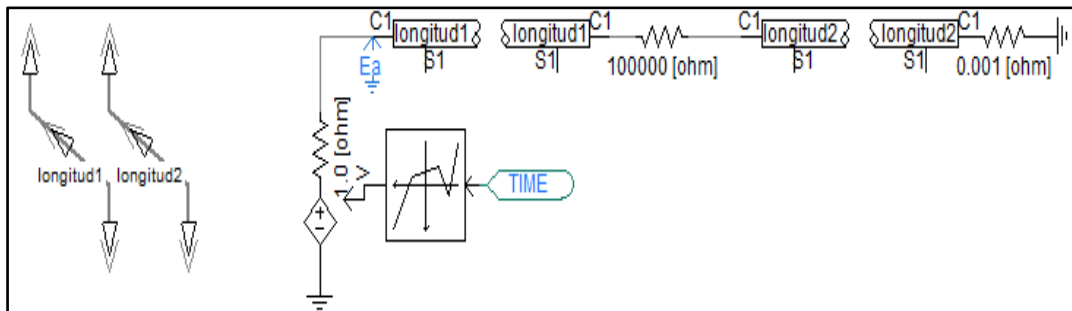 C1 longitud1 longitud1 C1 C1 longitud2 longitud2 C1
S1 S1 100000 [ohm] S1 S1 0.001 [ohm]
Ea
1.0 [ohm]
V
TIME
longitud1 longitud2
+
-